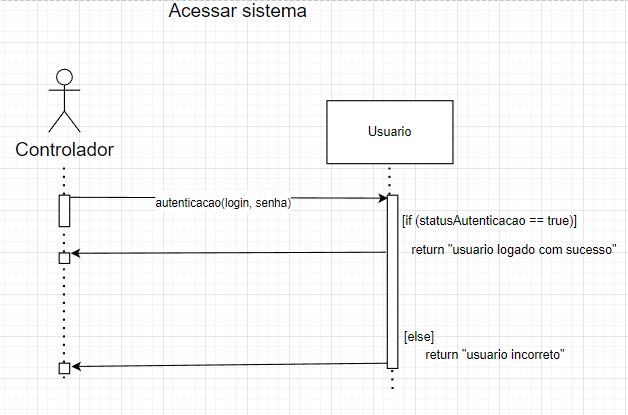 Acessar sistema
Controlador
Usuario
autenticacao(login, senha)
[if (statusAutenticacao == true)]
return "usuario logado com sucesso"
[else]
return "usuario incorreto"